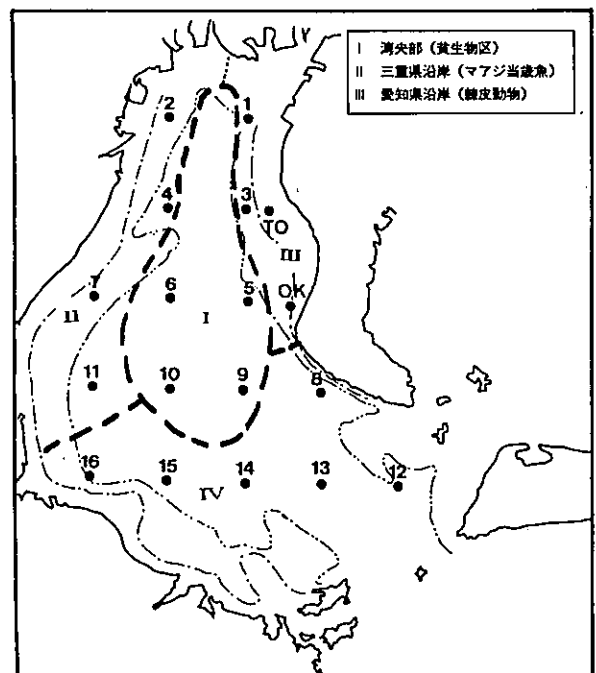 I 湾央部（貧生物区）
II 三重県沿岸（マアジ当歳魚）
III 愛知県沿岸（棘皮動物）
2 1
4 3
TO
III
7 6 5 OK
II I
11 10 9 8
16 15 14 13 12
IV